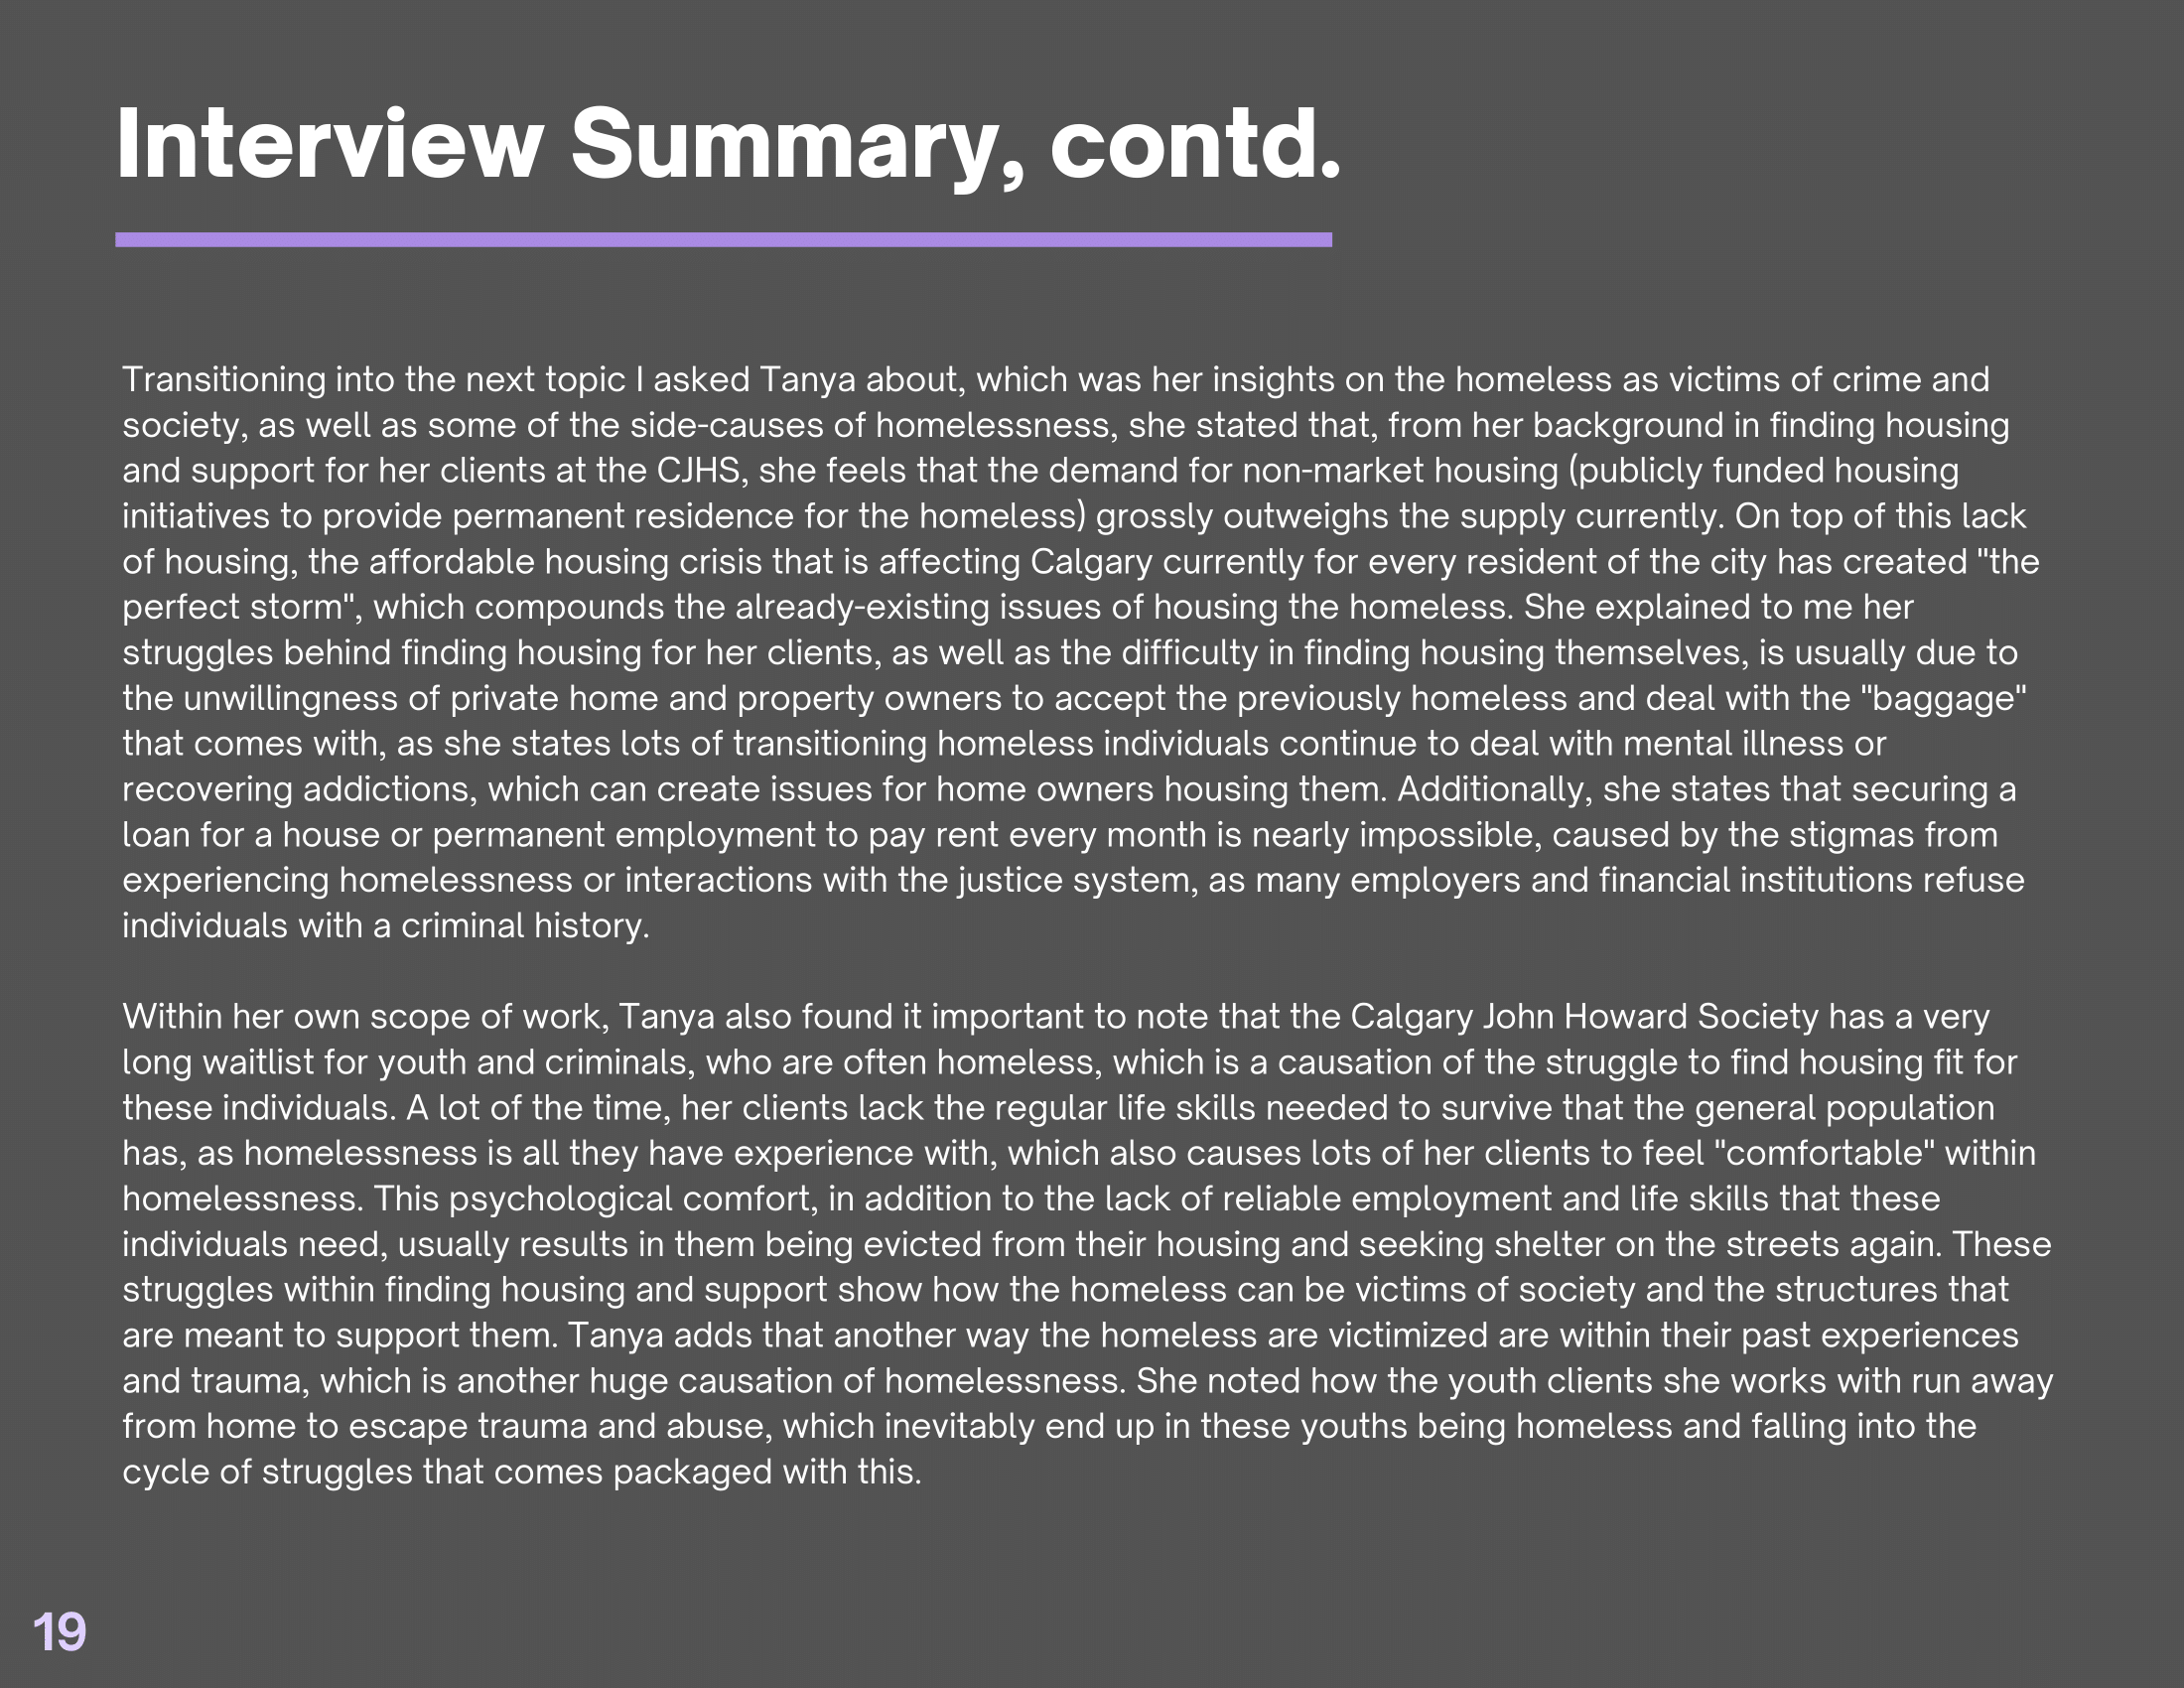 Interview Summary, contd.
Transitioning into the next topic I asked Tanya about, which was her insights on the homeless as victims of crime and
society, as well as some of the side-causes of homelessness, she stated that, from her background in finding housing
and support for her clients at the CJHS, she feels that the demand for non-market housing (publicly funded housing
initiatives to provide permanent residence for the homeless) grossly outweighs the supply currently. On top of this lack
of housing, the affordable housing crisis that is affecting Calgary currently for every resident of the city has created "the
perfect storm", which compounds the already-existing issues of housing the homeless. She explained to me her
struggles behind finding housing for her clients, as well as the difficulty in finding housing themselves, is usually due to
the unwillingness of private home and property owners to accept the previously homeless and deal with the "baggage"
that comes with, as she states lots of transitioning homeless individuals continue to deal with mental illness or
recovering addictions, which can create issues for home owners housing them. Additionally, she states that securing a
loan for a house or permanent employment to pay rent every month is nearly impossible, caused by the stigmas from
experiencing homelessness or interactions with the justice system, as many employers and financial institutions refuse
individuals with a criminal history.
Within her own scope of work, Tanya also found it important to note that the Calgary John Howard Society has a very
long waitlist for youth and criminals, who are often homeless, which is a causation of the struggle to find housing fit for
these individuals. A lot of the time, her clients lack the regular life skills needed to survive that the general population
has, as homelessness is all they have experience with, which also causes lots of her clients to feel "comfortable" within
homelessness. This psychological comfort, in addition to the lack of reliable employment and life skills that these
individuals need, usually results in them being evicted from their housing and seeking shelter on the streets again. These
struggles within finding housing and support show how the homeless can be victims of society and the structures that
are meant to support them. Tanya adds that another way the homeless are victimized are within their past experiences
and trauma, which is another huge causation of homelessness. She noted how the youth clients she works with run away
from home to escape trauma and abuse, which inevitably end up in these youths being homeless and falling into the
cycle of struggles that comes packaged with this.
19